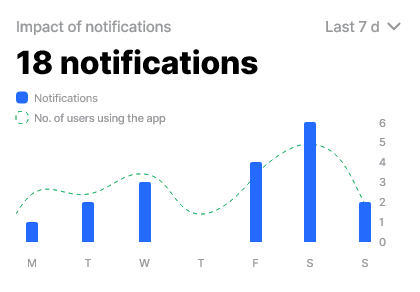 Impact of notifications
Last 7 d
18 notifications
Notifications
No. of users using the app
6
5
4
3
2
1
0
M T W T F S S